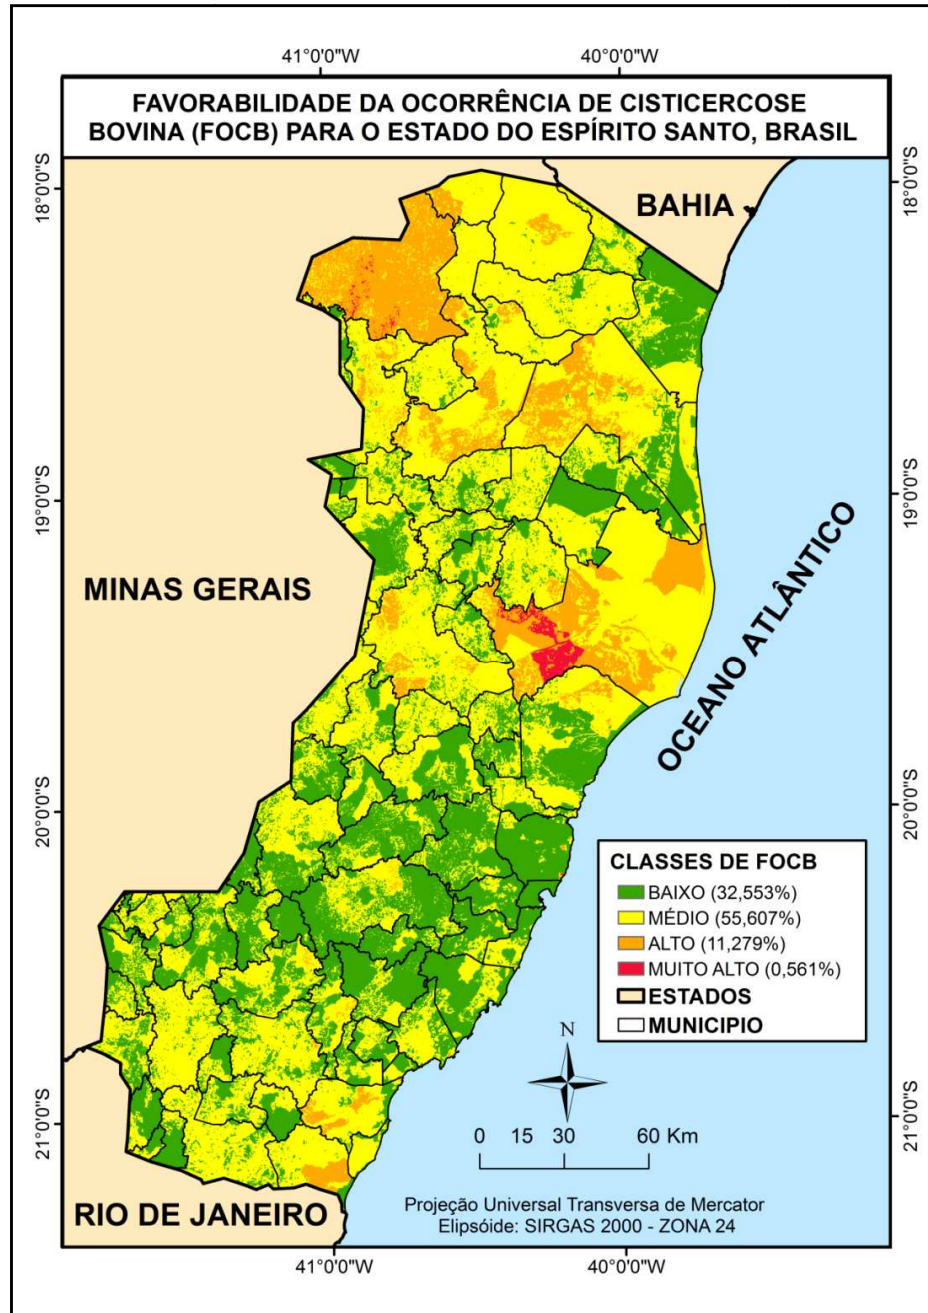 41°0'0"W
40°0'0"W
FAVORABILIDADE DA OCORRÊNCIA DE CISTICERCOSE
BOVINA (FOCB) PARA O ESTADO DO ESPÍRITO SANTO, BRASIL
18°0'0"S
18°0'0"S
BAHIA
19°0'0"S
19°0'0"S
MINAS GERAIS
OCEANO ATLÂNTICO
20°0'0"S
20°0'0"S
CLASSES DE FOCB
BAIXO (32,553%)
MÉDIO (55,607%)
ALTO (11,279%)
MUITO ALTO (0,561%)
ESTADOS
MUNICIPIO
N
21°0'0"S
21°0'0"S
0 15 30 60 Km
RIO DE JANEIRO
Projeção Universal Transversa de Mercator
Elipsóide: SIRGAS 2000 - ZONA 24
41°0'0"W
40°0'0"W